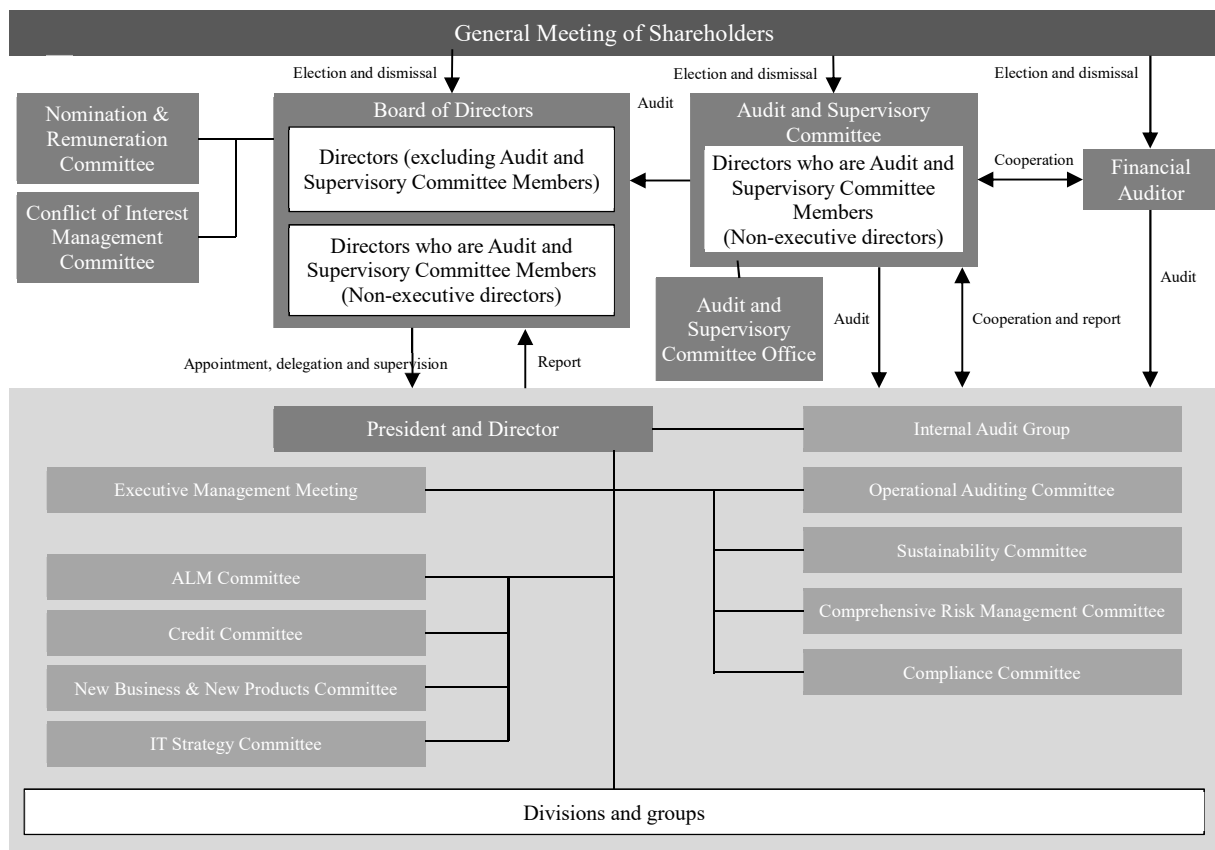 General Meeting of Shareholders
Election and dismissal
Election and dismissal
Election and dismissal
Nomination &
Remuneration
Committee
Conflict of Interest
Management
Committee
Board of Directors
Directors (excluding Audit and
Supervisory Committee Members)
Directors who are Audit and
Supervisory Committee Members
(Non-executive directors)
Audit
Audit and Supervisory
Committee
Directors who are Audit and
Supervisory Committee
Members
(Non-executive directors)
Cooperation
Financial
Auditor
Audit and
Supervisory
Committee Office
Audit
Cooperation and report
Audit
Appointment, delegation and supervision
Report
President and Director
Internal Audit Group
Executive Management Meeting
Operational Auditing Committee
Sustainability Committee
ALM Committee
Comprehensive Risk Management Committee
Credit Committee
Compliance Committee
New Business & New Products Committee
IT Strategy Committee
Divisions and groups